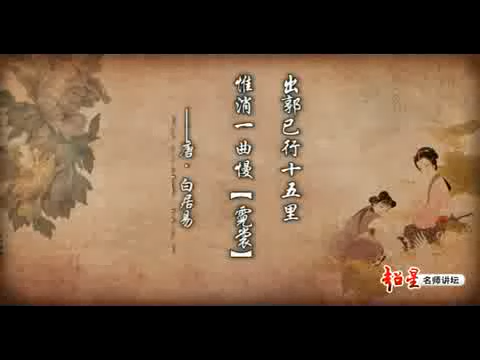 出郭已行十五里
惟消一曲慢【霓裳】
——唐·白居易
超星 名师讲坛